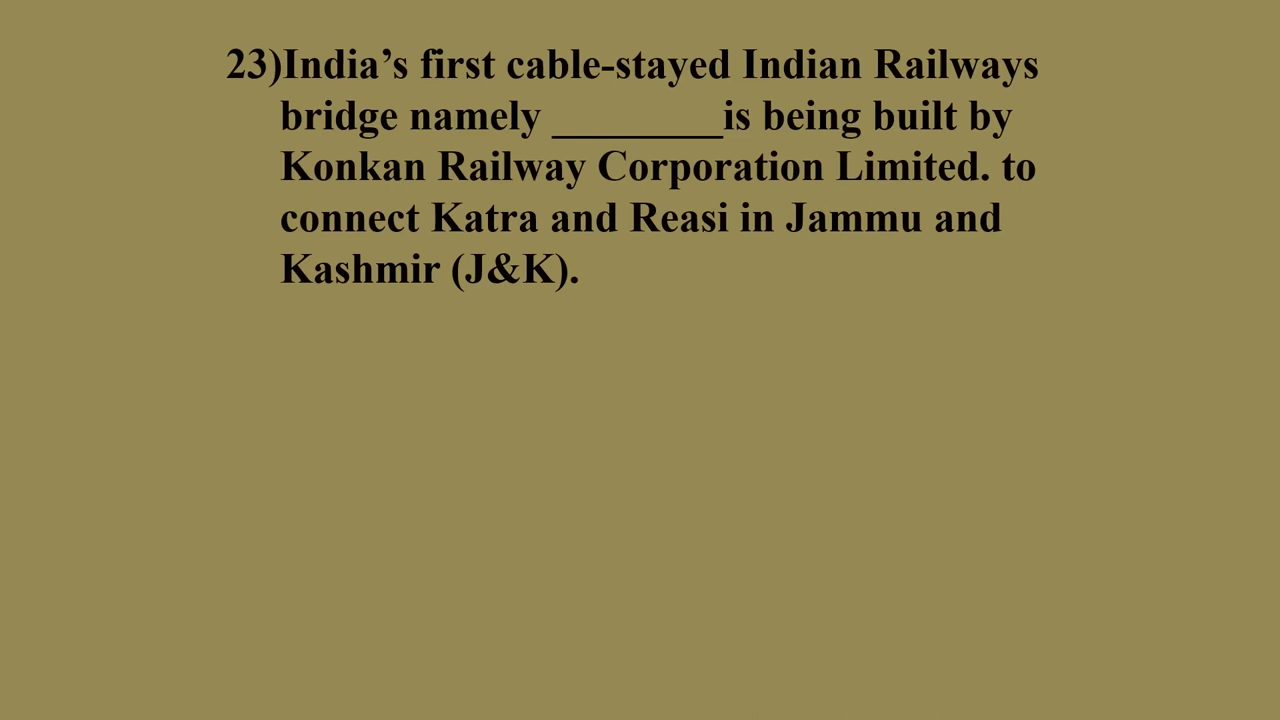 23)India’s first cable-stayed Indian Railways
bridge namely ________is being built by
Konkan Railway Corporation Limited. to
connect Katra and Reasi in Jammu and
Kashmir (J&K).